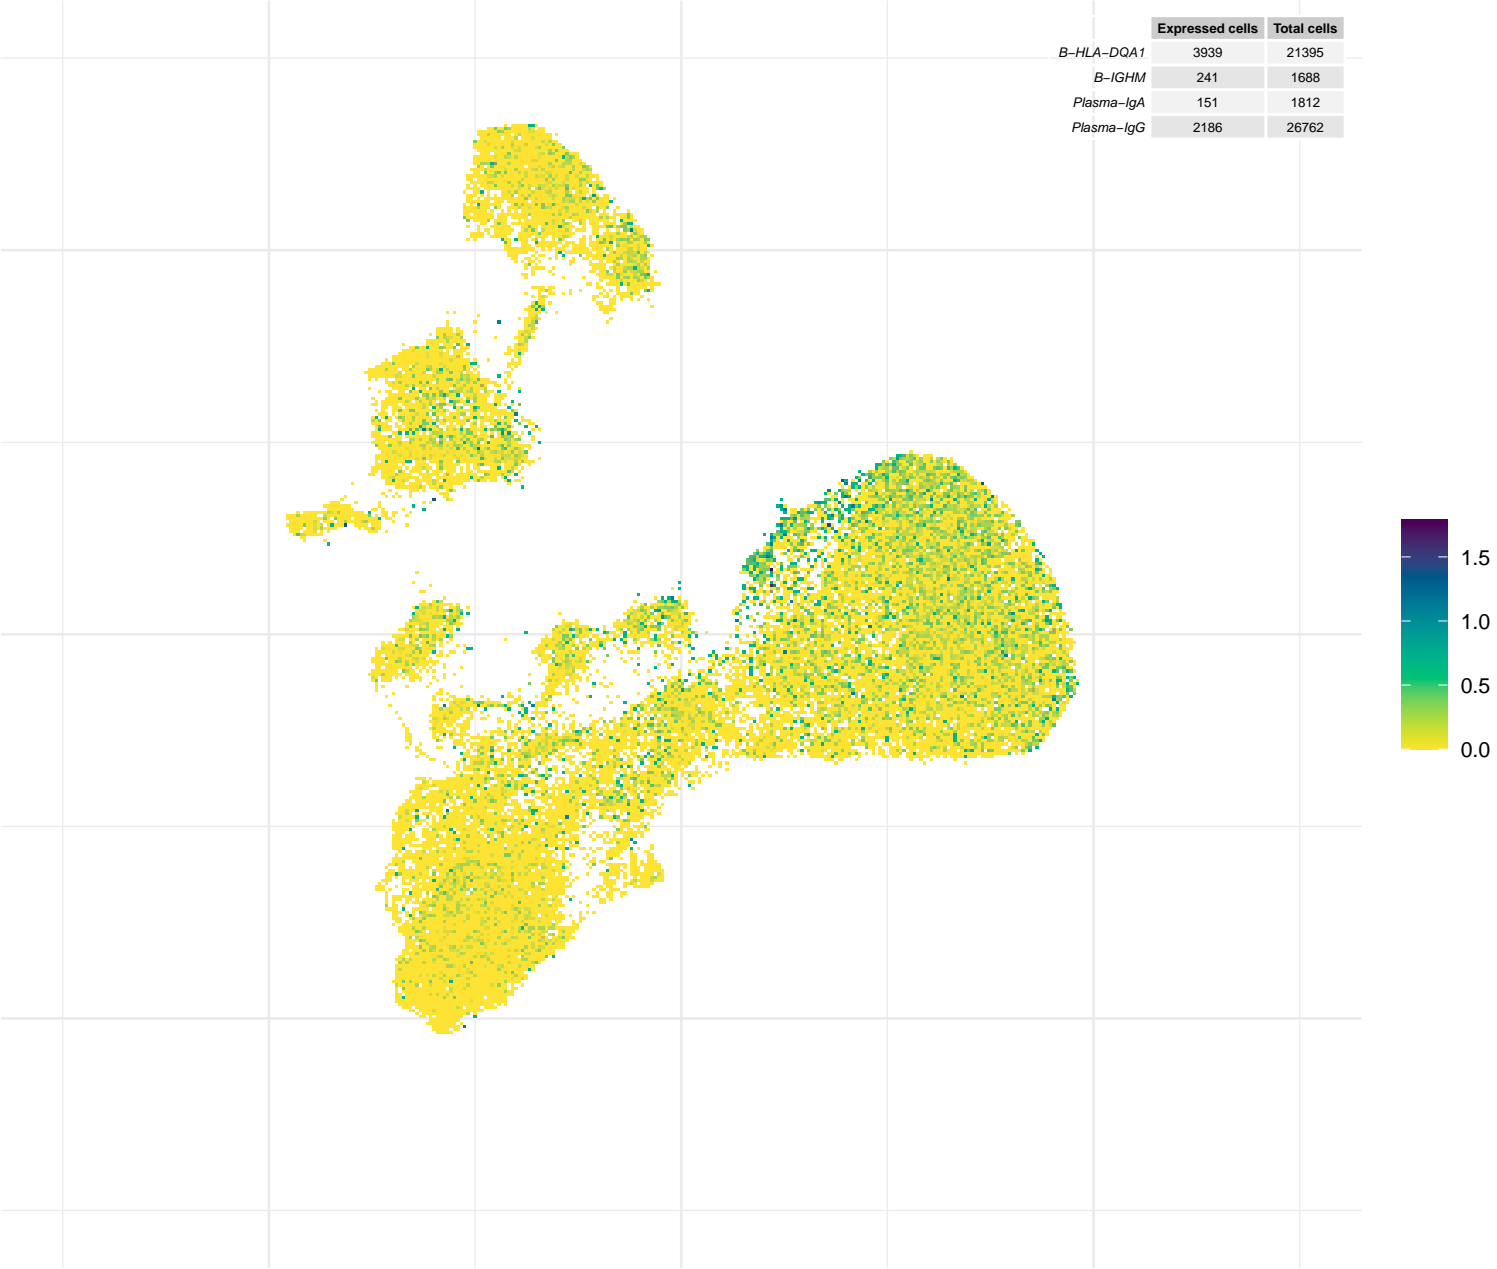 Expressed cells Total cells
B−HLA−DQA1 3939 21395
B−IGHM 241 1688
Plasma−IgA 151 1812
Plasma−IgG 2186 26762
1.5
1.0
0.5
0.0